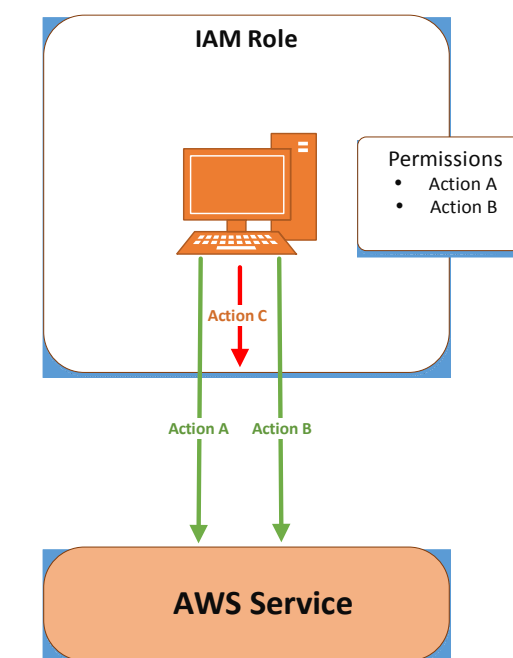 IAM Role
Permissions
• Action A
• Action B
Action C
Action A
Action B
AWS Service